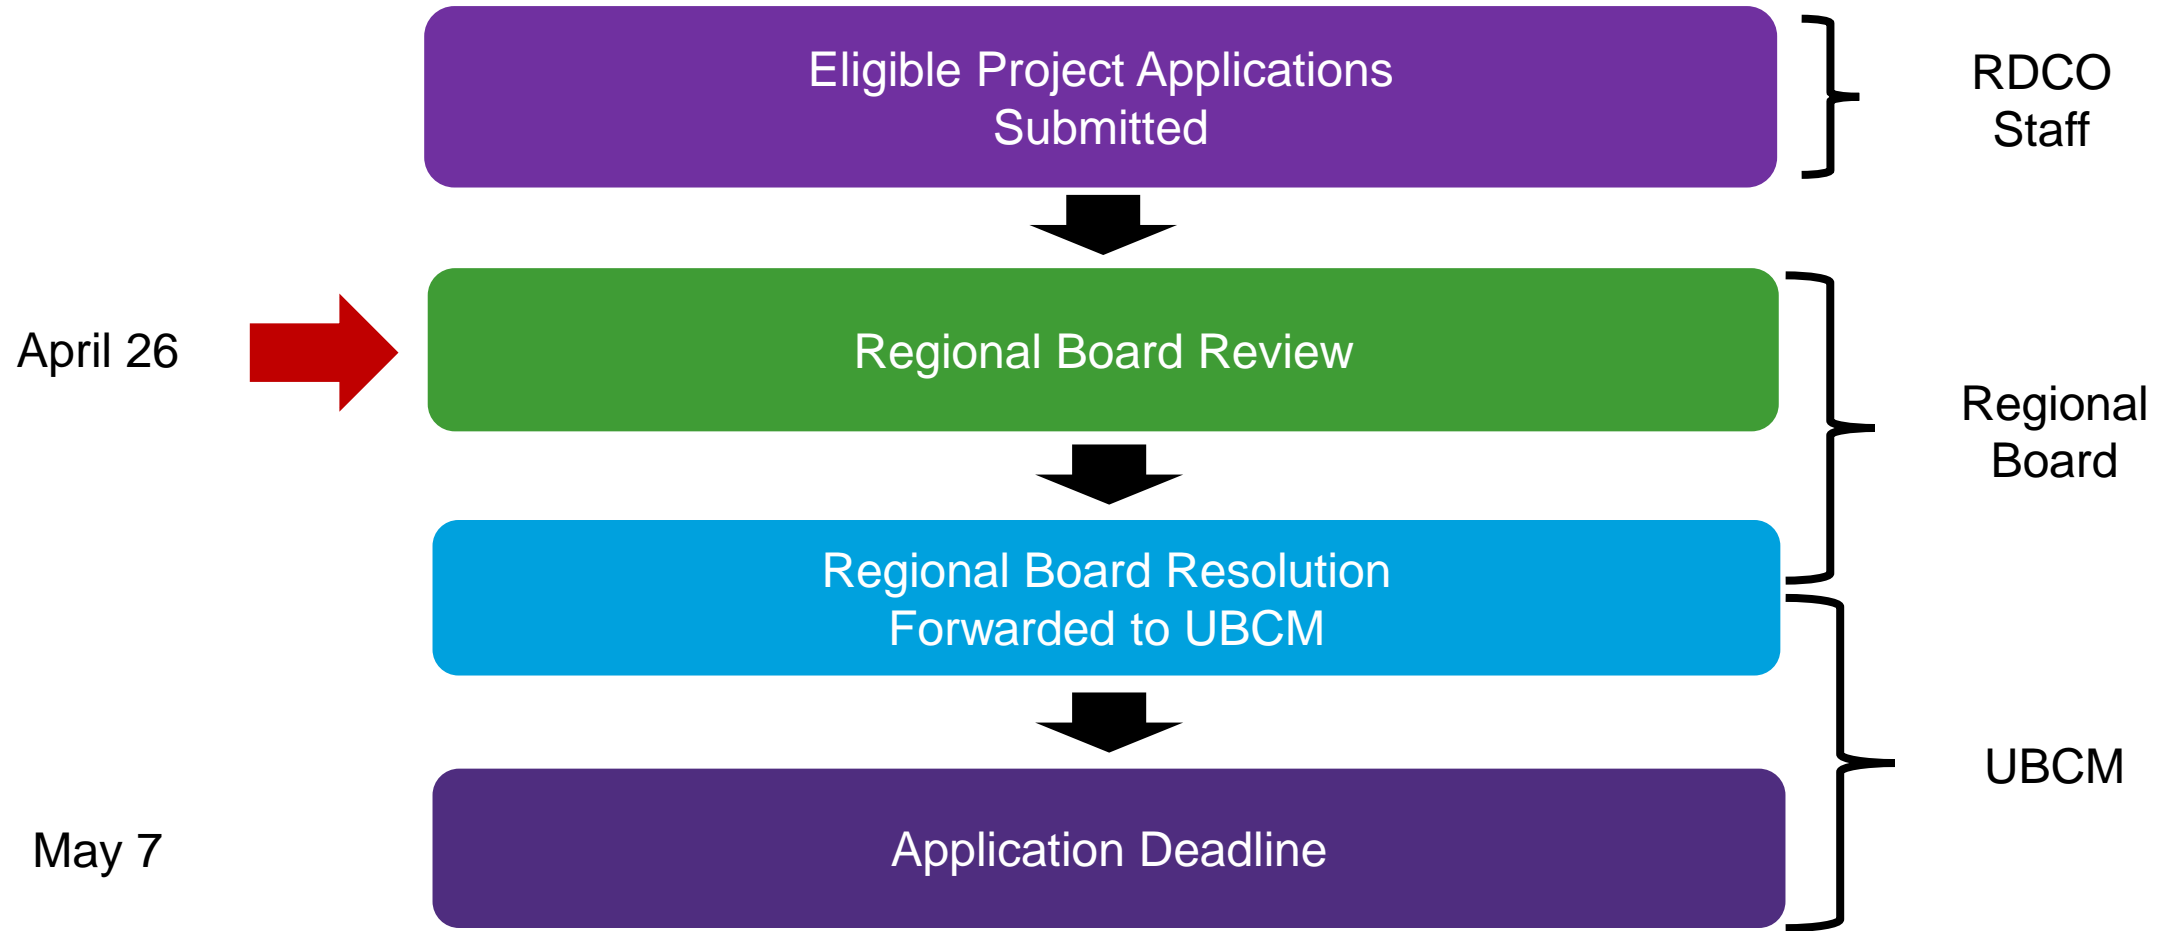 Eligible Project Applications
Submitted
RDCO
Staff
April 26
Regional Board Review
Regional
Board
Regional Board Resolution
Forwarded to UBCM
UBCM
May 7
Application Deadline